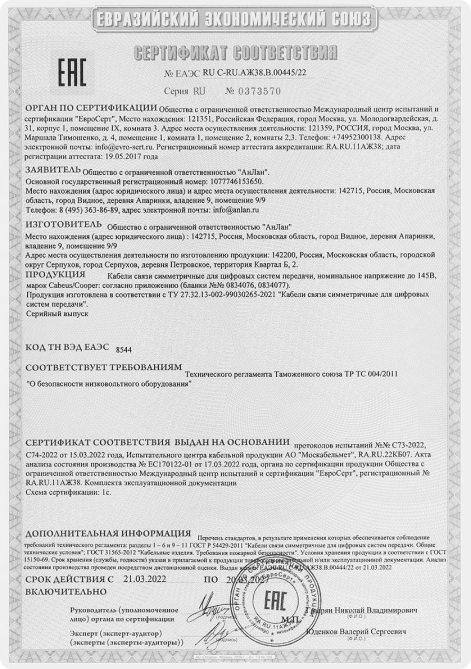 ЕВРАЗИЙСКИЙ ЭКОНОМИЧЕСКИЙ СОЮЗ
СЕРТИФИКАТ СООТВЕТСТВИЯ
ЕАС
№ ЕАЭС RU C-RU.АЖ38.В.00445/22
Серия RU № 0373570
ОРГАН ПО СЕРТИФИКАЦИИ Общества с ограниченной ответственностью Международный центр испытаний и
сертификации "ЕвроСерт", Место нахождения: 121351, Российская Федерация, город Москва, ул. Молодогвардейская, д.
31, корпус 1, помещение IX, комната 3. Адрес места осуществления деятельности: 121359, РОССИЯ, город Москва, ул.
Маршала Тимошенко, д. 4, помещение 1, комната 1, помещение 2, комнаты 2,3. Телефон: +74952300138, адрес
электронной почты: info@evro-sert.ru. Регистрационный номер аттестата аккредитации: RA.RU.11АЖ38; дата
регистрации аттестата: 19.05.2017 года
ЗАЯВИТЕЛЬ Общество с ограниченной ответственностью "АнЛан"
Основной государственный регистрационный номер: 1077746153650.
Место нахождения (адрес юридического лица) и адрес места осуществления деятельности: 142715, Россия, Московская
область, город Видное, деревня Апаринки, владение 9, помещение 9/9
Телефон: 8 (495) 363-86-89, адрес электронной почты: info@anlan.ru
ИЗГОТОВИТЕЛЬ Общество с ограниченной ответственностью "АнЛан"
Место нахождения (адрес юридического лица) : 142715, Россия, Московская область, город Видное, деревня Апаринки,
владение 9, помещение 9/9
Адрес места осуществления деятельности по изготовлению продукции: 142200, Россия, Московская область, городской
округ Серпухов, город Серпухов, деревня Петровское, территория Квартал Б, 2.
ПРОДУКЦИЯ Кабели связи симметричные для цифровых систем передачи, номинальное напряжение до 145В,
марок Cabeus/Cooper: согласно приложению (бланки №№ 0834076, 0834077).
Продукция изготовлена в соответствии с ТУ 27.32.13-002-99030265-2021 "Кабели связи симметричные для цифровых
систем передачи".
Серийный выпуск
КОД ТН ВЭД ЕАЭС 8544
СООТВЕТСТВУЕТ ТРЕБОВАНИЯМ Технического регламента Таможенного союза ТР ТС 004/2011
"О безопасности низковольтного оборудования"
СЕРТИФИКАТ СООТВЕТСТВИЯ ВЫДАН НА ОСНОВАНИИ протоколов испытаний №№ С73-2022,
С74-2022 от 15.03.2022 года, Испытательного центра кабельной продукции АО "Москабельмет", RA.RU.22КБ07. Акта
анализа состояния производства № ЕС170122-01 от 17.03.2022 года, органа по сертификации продукции Общества с
ограниченной ответственностью Международный центр испытаний и сертификации "ЕвроСерт", регистрационный №
RA.RU.11АЖ38. Комплекта эксплуатационной документации
Схема сертификации: 1с.
ДОПОЛНИТЕЛЬНАЯ ИНФОРМАЦИЯ Перечень стандартов, в результате применения которых обеспечивается соблюдение
требований технического регламента: разделы 1 – 6 и 9 – 11 ГОСТ Р 54429-2011 "Кабели связи симметричные для цифровых систем передачи. Общие
технические условия"; ГОСТ 31565-2012 "Кабельные изделия. Требования пожарной безопасности". Условия хранения продукции в соответствии с ГОСТ
15150-69. Срок хранения (службы, годности) указан в прилагаемой к продукции товаросопроводительной и/или эксплуатационной документации. Анализ
состояния производства проведен посредством дистанционной оценки. Выдан взамен RU C-RU.АЖ38.В.00444/22 от 21.03.2022
СРОК ДЕЙСТВИЯ С 21.03.2022 ПО
ВКЛЮЧИТЕЛЬНО
ЕАС
Руководитель (уполномоченное
лицо) органа по сертификации (подпись) М.П. Николай Владимирович (Ф.И.О.)
Эксперт (эксперт-аудитор)
(эксперты (эксперты-аудиторы)) (подпись) Юденков Валерий Сергеевич (Ф.И.О.)